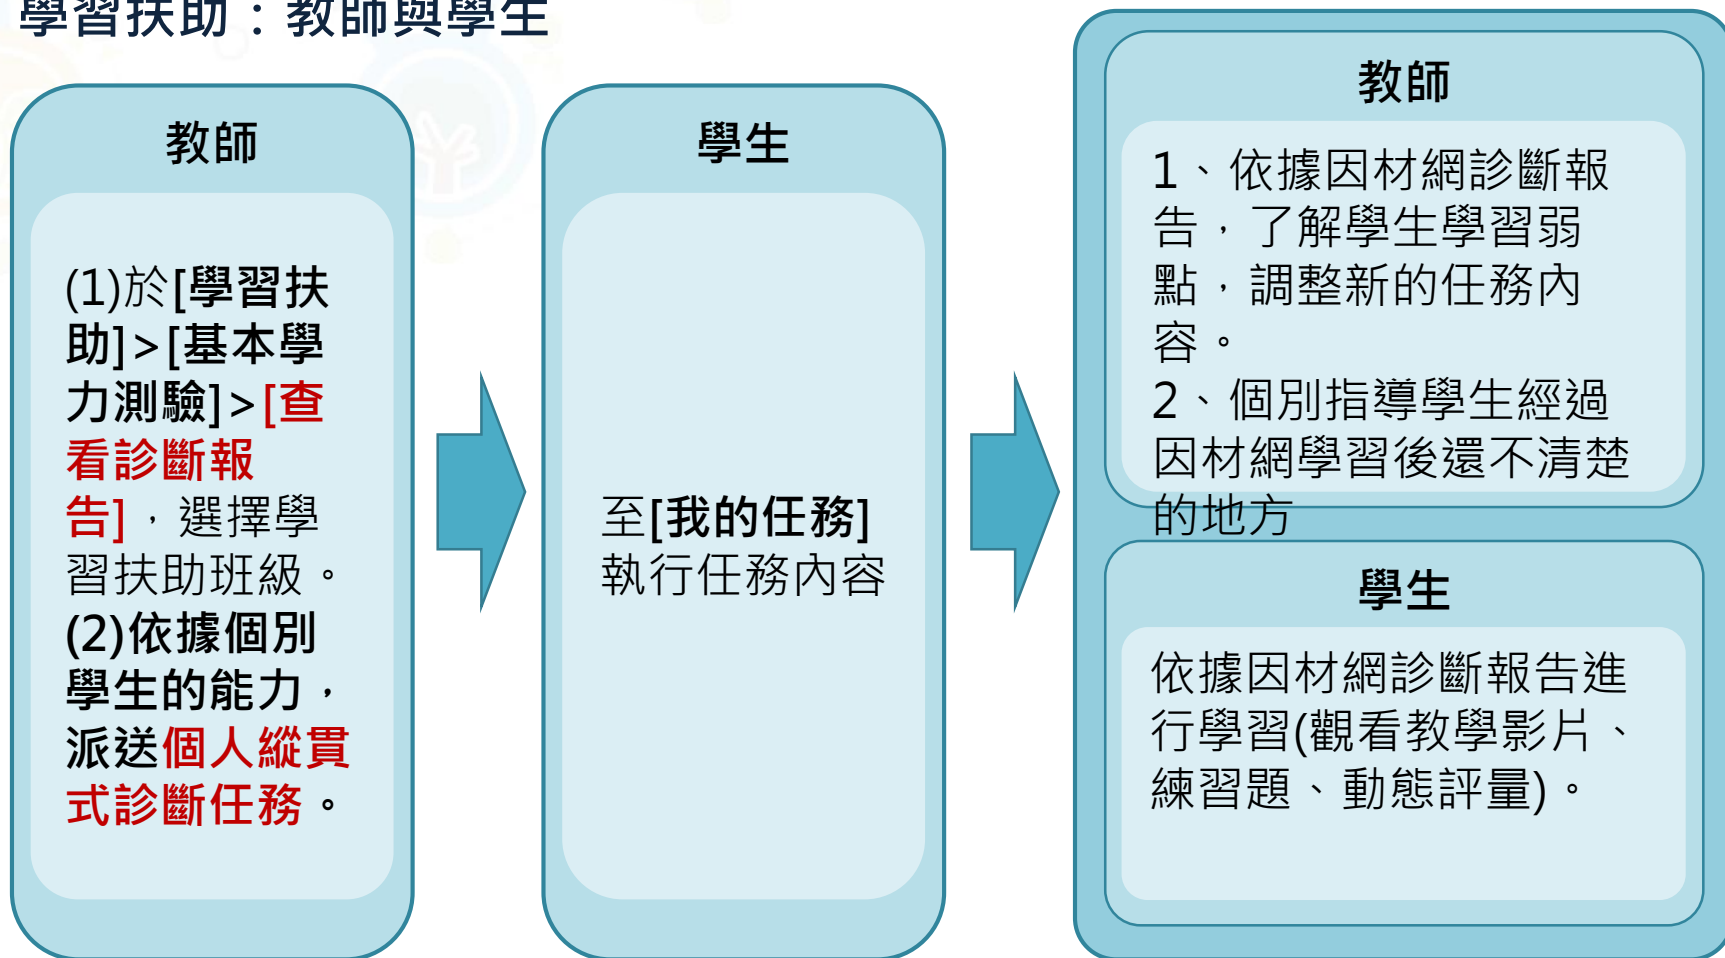 學習扶助：教師與學生
教師
(1)於[學習扶
助]>[基本學
力測驗]>[查
看診斷報
告]，選擇學
習扶助班級。
(2)依據個別
學生的能力，
派送個人縱貫
式診斷任務。
學生
至[我的任務]
執行任務內容
教師
1、依據因材網診斷報
告，了解學生學習弱
點，調整新的任務內
容。
2、個別指導學生經過
因材網學習後還不清楚
的地方
學生
依據因材網診斷報告進
行學習(觀看教學影片、
練習題、動態評量)。